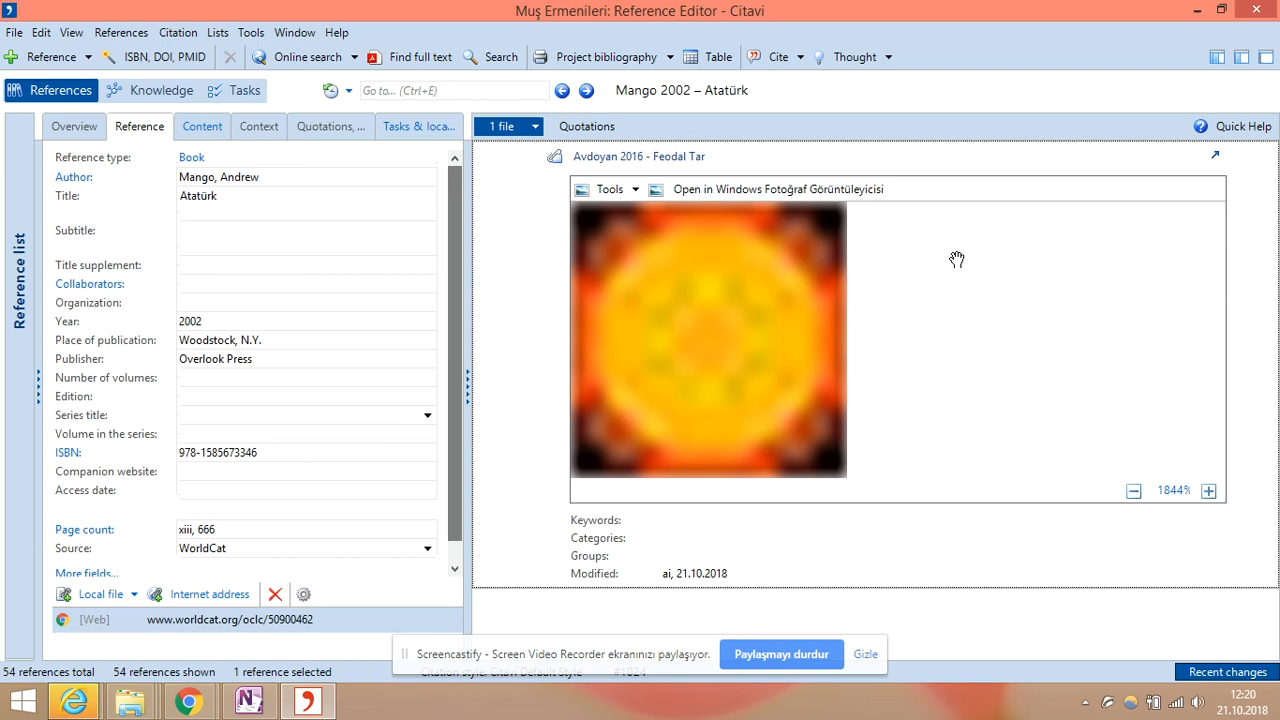 Muş Ermenileri: Reference Editor - Citavi
File Edit View References Citation Lists Tools Window Help
Reference ISBN, DOI, PMID Online search Find full text Search Project bibliography Table Cite Thought
References Knowledge Tasks Go to... (Ctrl+E) Mango 2002 – Atatürk
Overview Reference Content Context Quotations, ... Tasks & loca... 1 file Quotations Quick Help
Reference list
Reference type: Book
Author: Mango, Andrew
Title: Atatürk
Subtitle:
Title supplement:
Collaborators:
Organization:
Year: 2002
Place of publication: Woodstock, N.Y.
Publisher: Overlook Press
Number of volumes:
Edition:
Series title:
Volume in the series:
ISBN: 978-1585673346
Companion website:
Access date:
Page count: xiii, 666
Source: WorldCat
More fields...
Local file Internet address
[Web] www.worldcat.org/oclc/50900462
Avdoyan 2016 - Feodal Tar
Tools Open in Windows Fotoğraf Görüntüleyicisi
1844%
Keywords:
Categories:
Groups:
Modified: ai, 21.10.2018
Screencastify - Screen Video Recorder ekranınızı paylaşıyor. Paylaşmayı durdur Gizle
54 references total 54 references shown 1 reference selected Citation style: Citavi Default Style #1024 Recent changes
12:20
21.10.2018